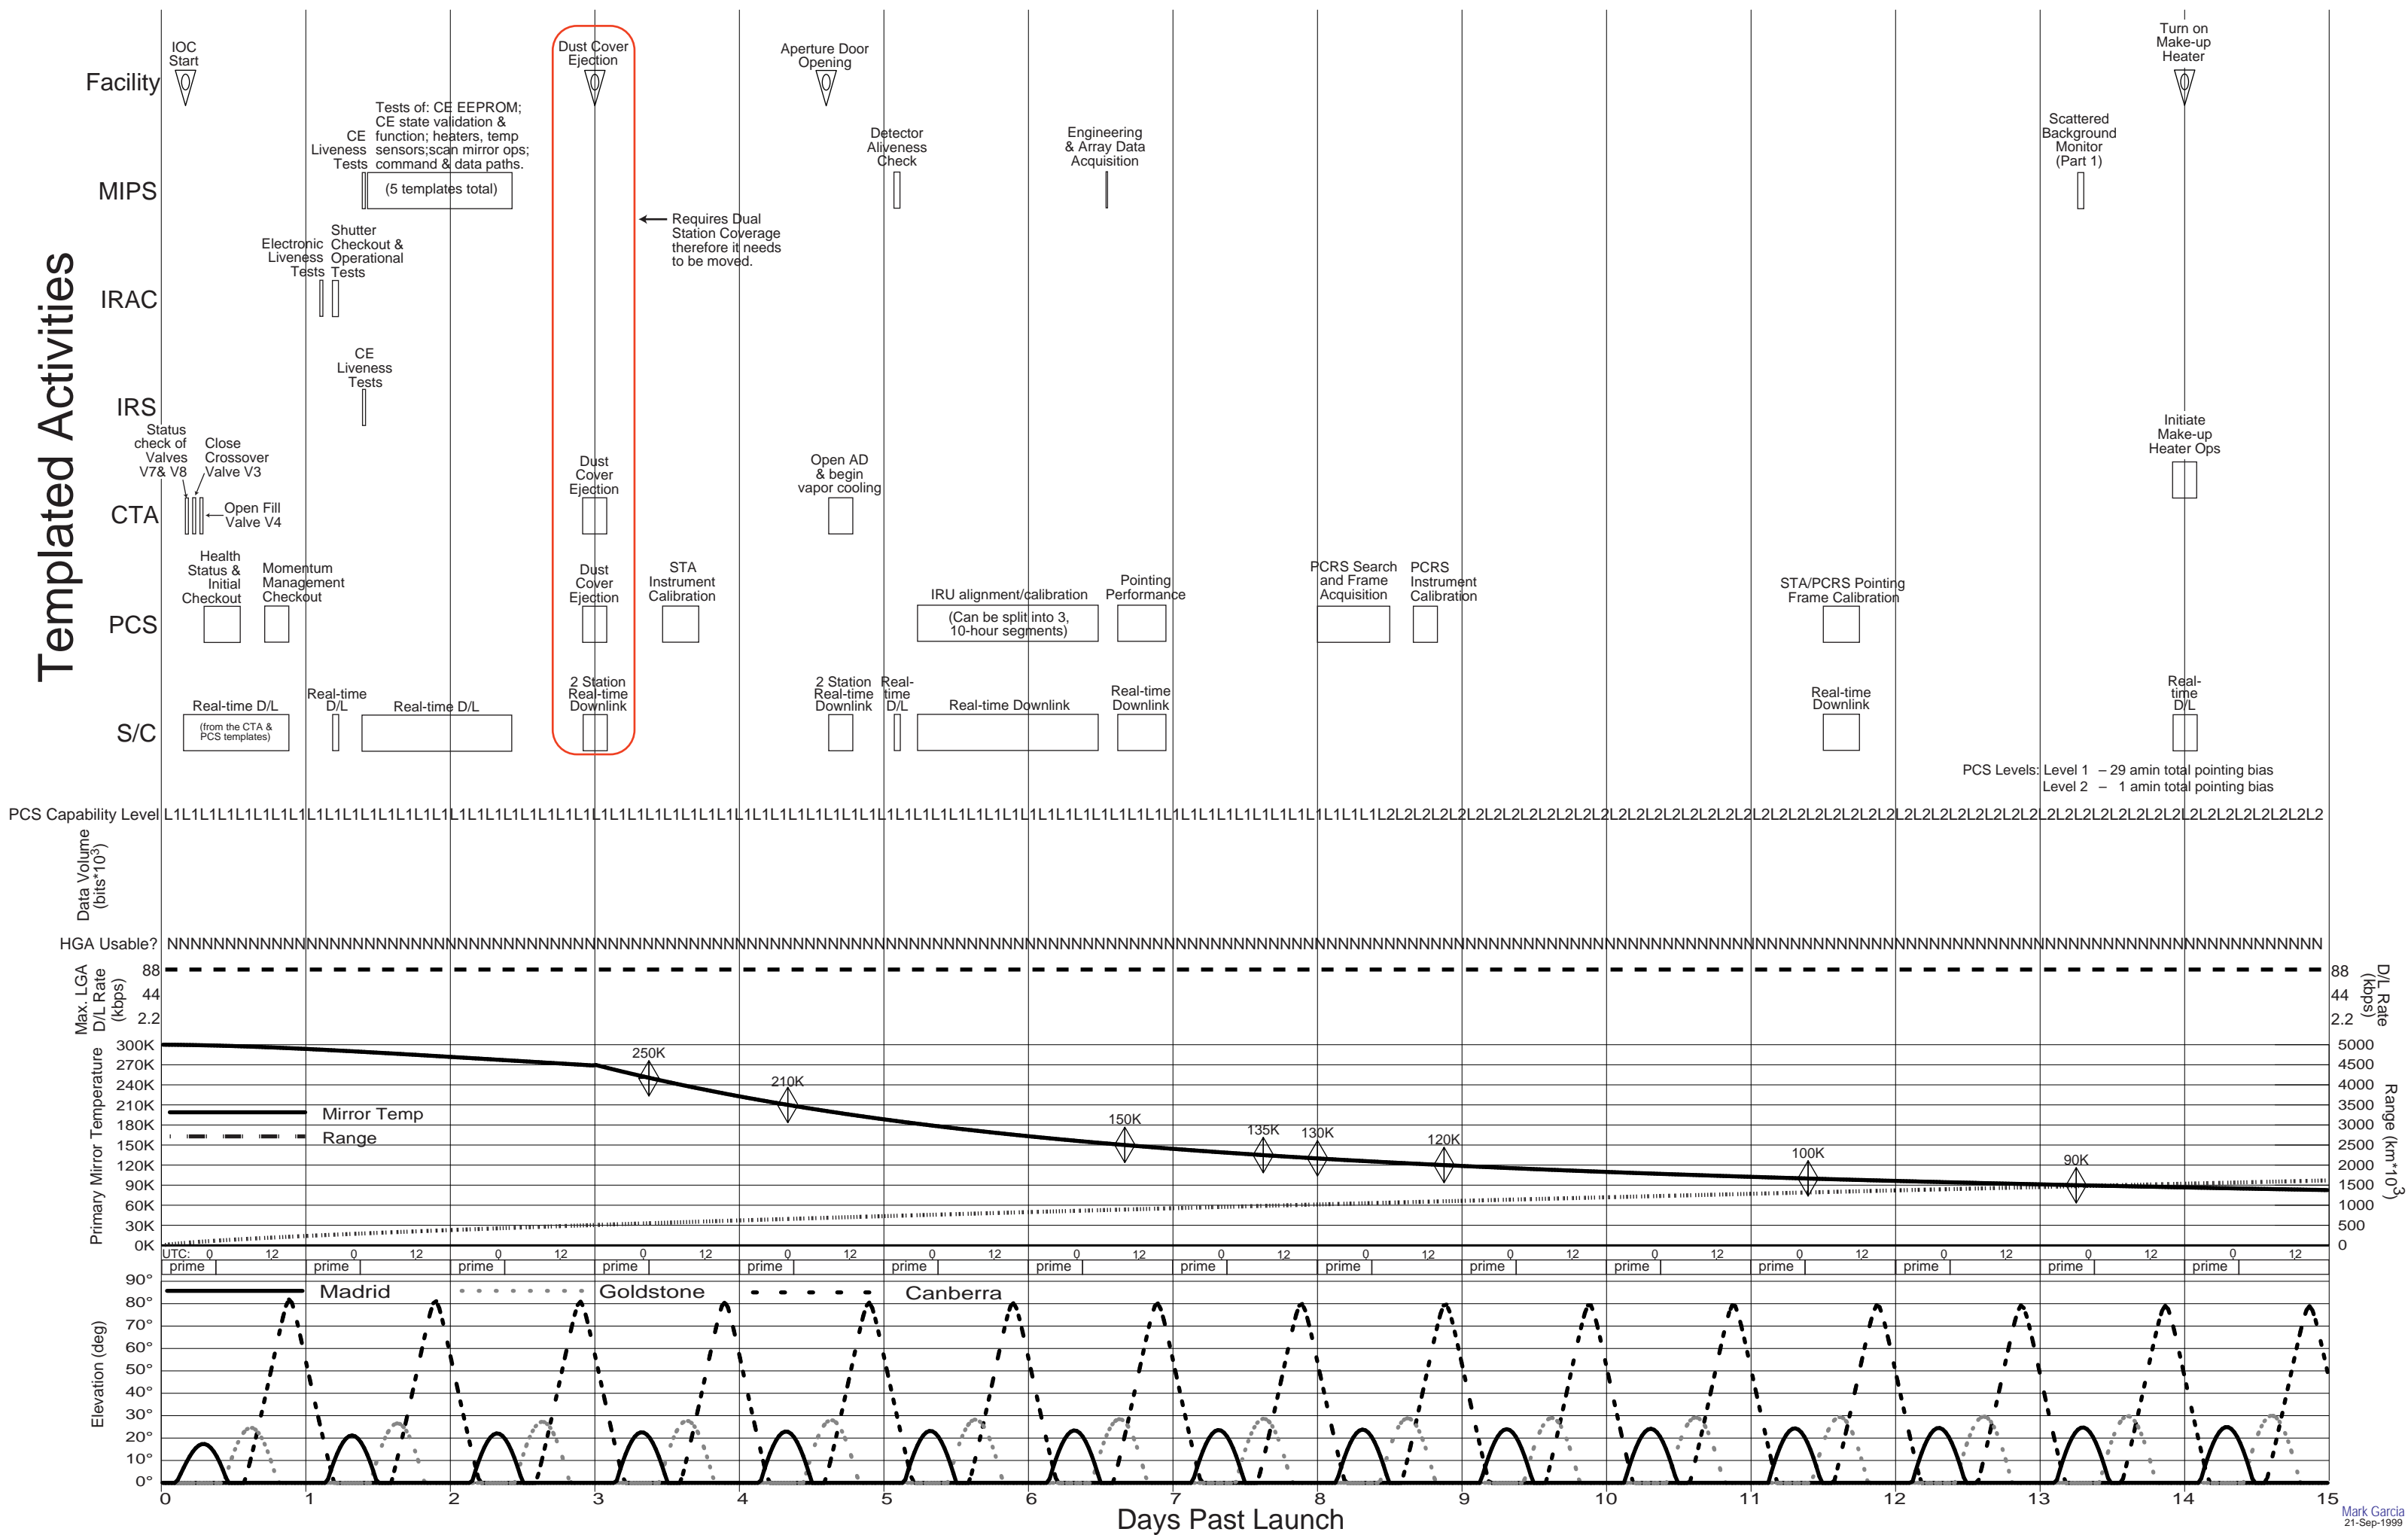 Templated Activities
Facility
IOC
Start
Dust Cover
Ejection
Aperture Door
Opening
Turn on
Make-up
Heater
MIPS
CE
Liveness
Tests
Tests of: CE EEPROM;
CE state validation &
function; heaters, temp
sensors;scan mirror ops;
command & data paths.
(5 templates total)
Detector
Aliveness
Check
Engineering
& Array Data
Acquisition
Scattered
Background
Monitor
(Part 1)
Requires Dual
Station Coverage
therefore it needs
to be moved.
IRAC
Electronic
Liveness
Tests
Shutter
Checkout &
Operational
Tests
IRS
CE
Liveness
Tests
CTA
Status
check of
Valves
V7& V8
Close
Crossover
Valve V3
Open Fill
Valve V4
Dust
Cover
Ejection
Open AD
& begin
vapor cooling
Initiate
Make-up
Heater Ops
PCS
Health
Status &
Initial
Checkout
Momentum
Management
Checkout
Dust
Cover
Ejection
STA
Instrument
Calibration
IRU alignment/calibration
(Can be split into 3,
10-hour segments)
Pointing
Performance
PCRS Search
and Frame
Acquisition
PCRS
Instrument
Calibration
STA/PCRS Pointing
Frame Calibration
S/C
Real-time D/L
(from the CTA &
PCS templates)
Real-time
D/L
Real-time D/L
2 Station
Real-time
Downlink
2 Station
Real-time
Downlink
Real-
time
D/L
Real-time Downlink
Real-time
Downlink
Real-time
Downlink
Real-
time
D/L
PCS Levels: Level 1 – 29 amin total pointing bias
Level 2 – 1 amin total pointing bias
PCS Capability Level
Data Volume
(bits*10³)
HGA Usable?
Max. LGA
D/L Rate
(kbps)
88
44
2.2
88
44
2.2
D/L Rate
(kbps)
Primary Mirror Temperature
300K
270K
240K
210K
180K
150K
120K
90K
60K
30K
0K
Mirror Temp
Range
250K
210K
150K
135K
130K
120K
100K
90K
5000
4500
4000
3500
3000
2500
2000
1500
1000
500
0
Range (km*10³)
UTC: 0 12 0 12 0 12 0 12 0 12 0 12 0 12 0 12 0 12 0 12 0 12 0 12 0 12 0 12 0 12
prime prime prime prime prime prime prime prime prime prime prime prime prime prime prime
Elevation (deg)
90°
80°
70°
60°
50°
40°
30°
20°
10°
0°
Madrid
Goldstone
Canberra
0 1 2 3 4 5 6 7 8 9 10 11 12 13 14 15
Days Past Launch
Mark Garcia
21-Sep-1999